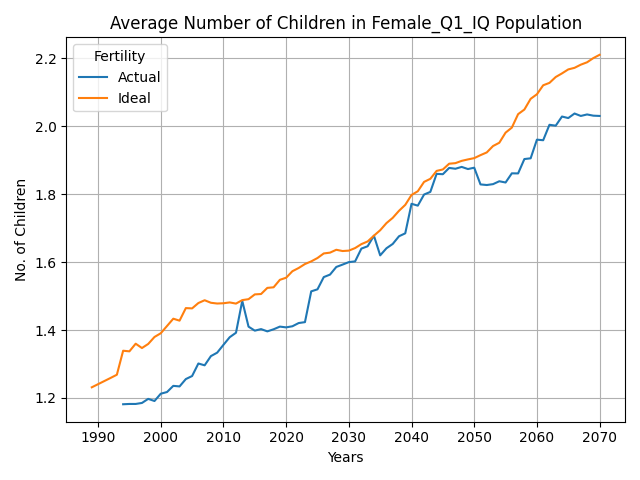 Average Number of Children in Female_Q1_IQ Population
Fertility
Actual
Ideal
2.2
2.0
1.8
1.6
1.4
1.2
No. of Children
1990 2000 2010 2020 2030 2040 2050 2060 2070
Years